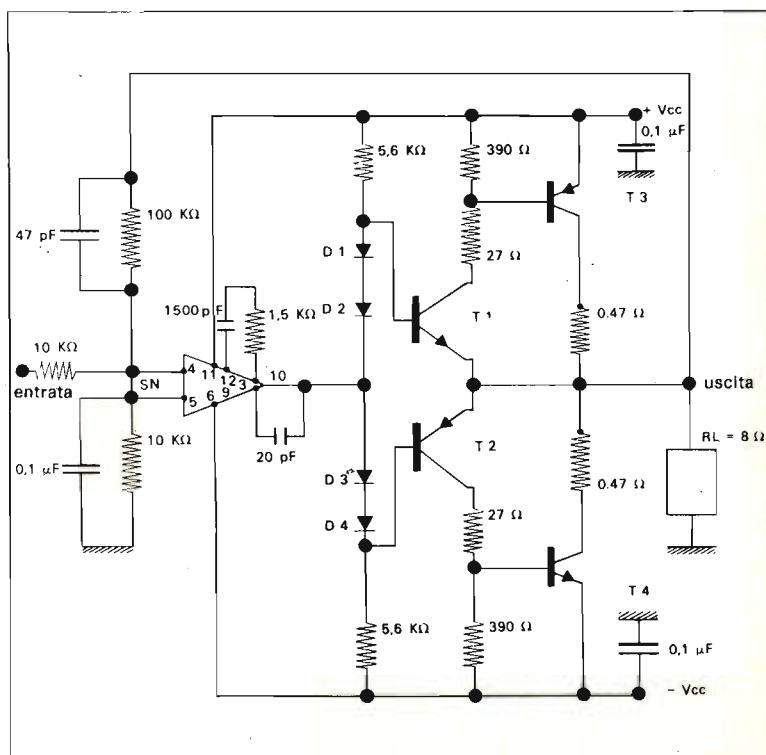 + Vcc
0,1 µF
5,6 KΩ
390 Ω
T 3
100 KΩ
47 pF
D 1
27 Ω
1500 pF
1,5 KΩ
D 2
T 1
0.47 Ω
10 KΩ
4
11
12
3
10
entrata
SN
5
6
9
uscita
T 2
RL = 8 Ω
20 pF
0,1 µF
10 KΩ
D 3
27 Ω
0.47 Ω
D 4
T 4
5,6 KΩ
390 Ω
0,1 µF
- Vcc